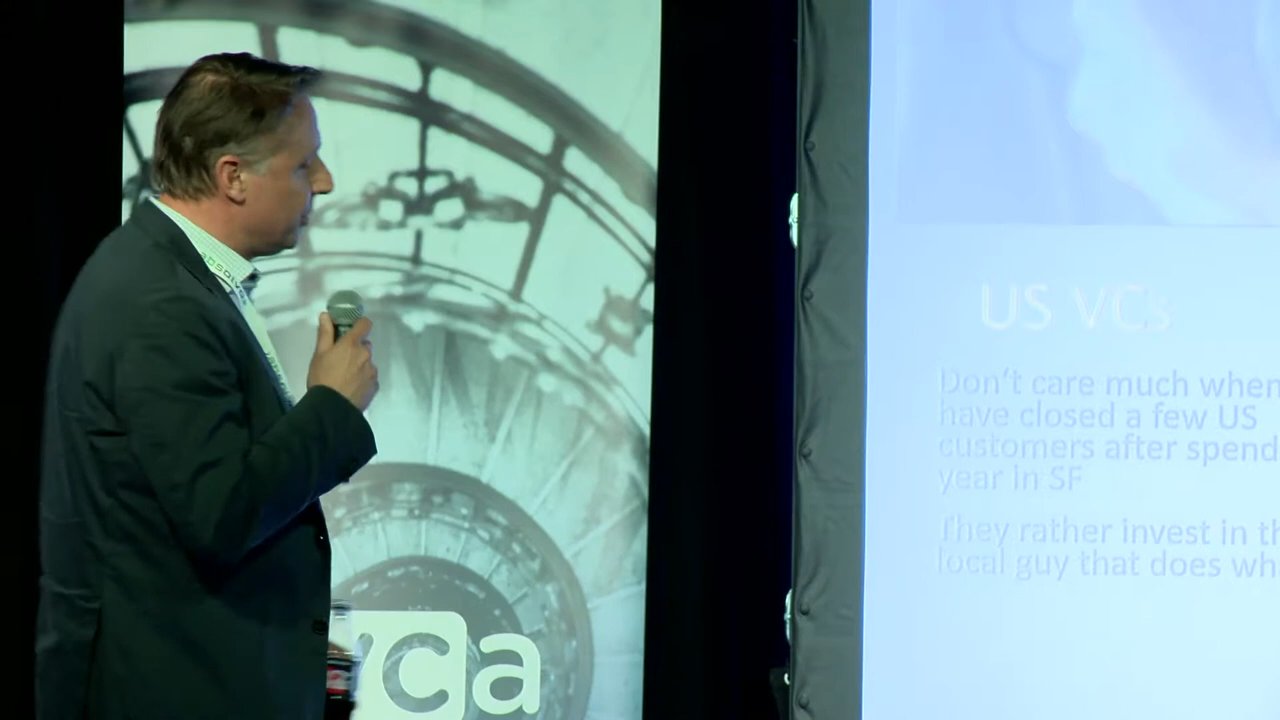 US VCs
Don't care much when
have closed a few US
customers after spend
year in SF
They rather invest in th
local guy that does wh
vca